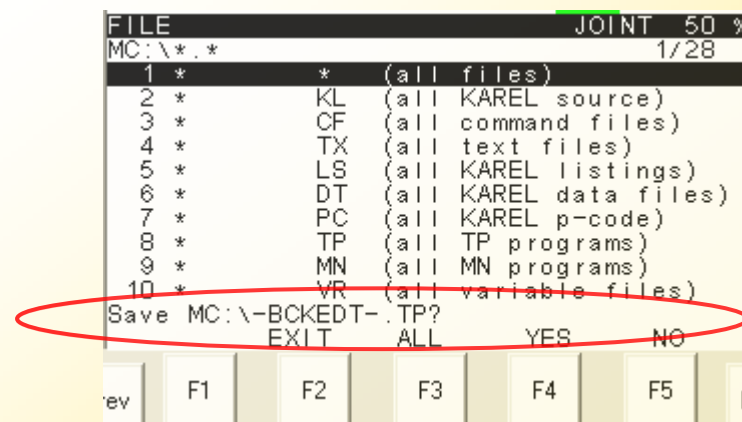 FILE JOINT 50 %
MC:\*.* 1/28
1 * * (all files)
2 * KL (all KAREL source)
3 * CF (all command files)
4 * TX (all text files)
5 * LS (all KAREL listings)
6 * DT (all KAREL data files)
7 * PC (all KAREL p-code)
8 * TP (all TP programs)
9 * MN (all MN programs)
10 * VR (all variable files)
Save MC:\-BCKEDT-.TP?
EXIT ALL YES NO
ev F1 F2 F3 F4 F5